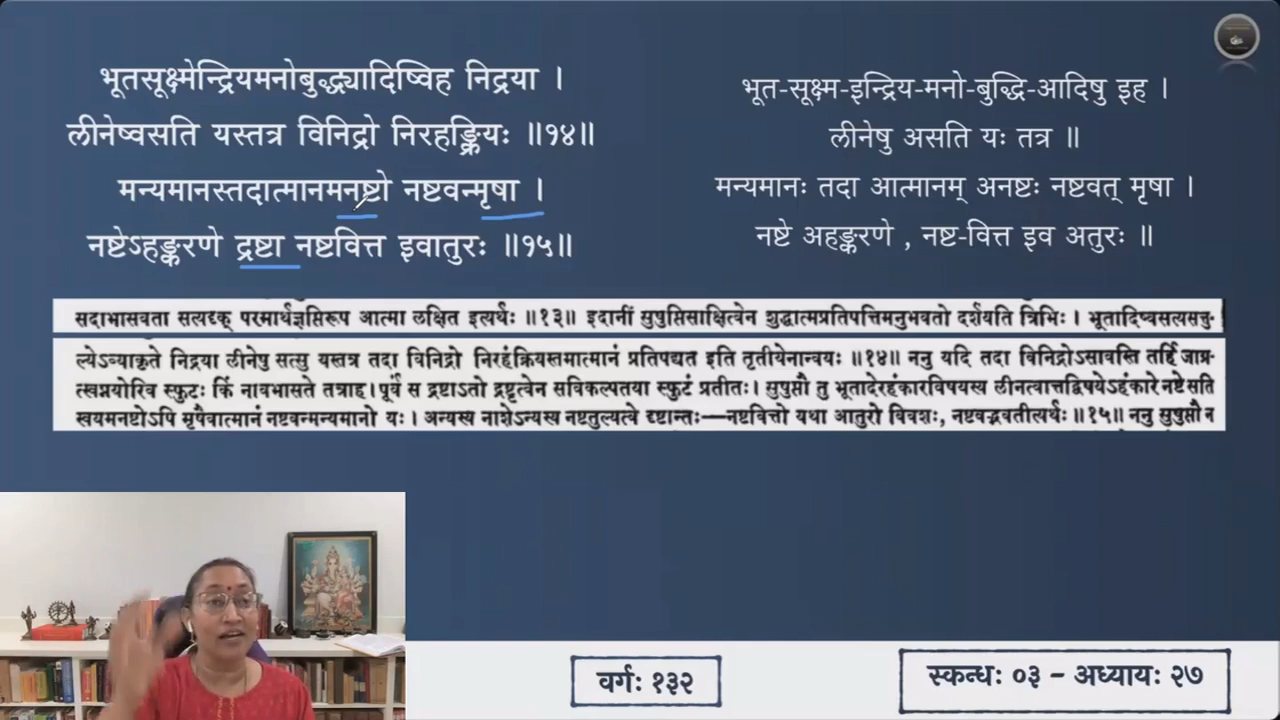 भूतसूक्ष्मेन्द्रियमनोबुद्ध्यादिष्विह निद्रया ।
लीनेष्वसति यस्तत्र विनिद्रो निरहङ्क्रियः ॥१४॥
मन्यमानस्तदात्मानमनष्टो नष्टवन्मृषा ।
नष्टेऽहङ्करणे द्रष्टा नष्टवित्त इवातुरः ॥१५॥
भूत-सूक्ष्म-इन्द्रिय-मनो-बुद्धि-आदिषु इह ।
लीनेषु असति यः तत्र ॥
मन्यमानः तदा आत्मानम् अनष्टः नष्टवत् मृषा ।
नष्टे अहङ्करणे , नष्ट-वित्त इव अतुरः ॥
सदाभासवता सत्यदृक् परमार्थज्ञप्तिरूप आत्मा लक्षित इत्यर्थः ॥१३॥ इदानीं सुषुप्तिसाक्षित्वेन शुद्धात्मप्रतिपत्तिमनुभवतो दर्शयति त्रिभिः । भूतादिष्वसत्यसत्तु-
ल्येऽव्याकृते निद्रया लीनेषु सत्सु यस्तत्र तदा विनिद्रो निरहंक्रियस्तमात्मानं प्रतिपद्यत इति तृतीयेनान्वयः ॥१४॥ ननु यदि तदा विनिद्रोऽसावस्ति तर्हि जाग्र-
त्स्वप्नयोरिव स्फुटः किं नावभासते तत्राह । पूर्वं स द्रष्टाऽतो द्रष्टृत्वेन सविकल्पतया स्फुटं प्रतीतः । सुषुप्तौ तु भूतादेरहंकारविषयस्य लीनत्वात्तद्विषयेऽहंकारे नष्टे सति
स्वयमनष्टोऽपि मृषैवात्मानं नष्टवन्मन्यमानो यः । अन्यस्य नाशेऽन्यस्य नष्टतुल्यत्वे दृष्टान्तः—नष्टवित्तो यथा आतुरो विवशः, नष्टवद्भवतीत्यर्थः ॥१५॥ ननु सुषुप्तौ न
वर्गः १३२
स्कन्धः ०३ – अध्यायः २७